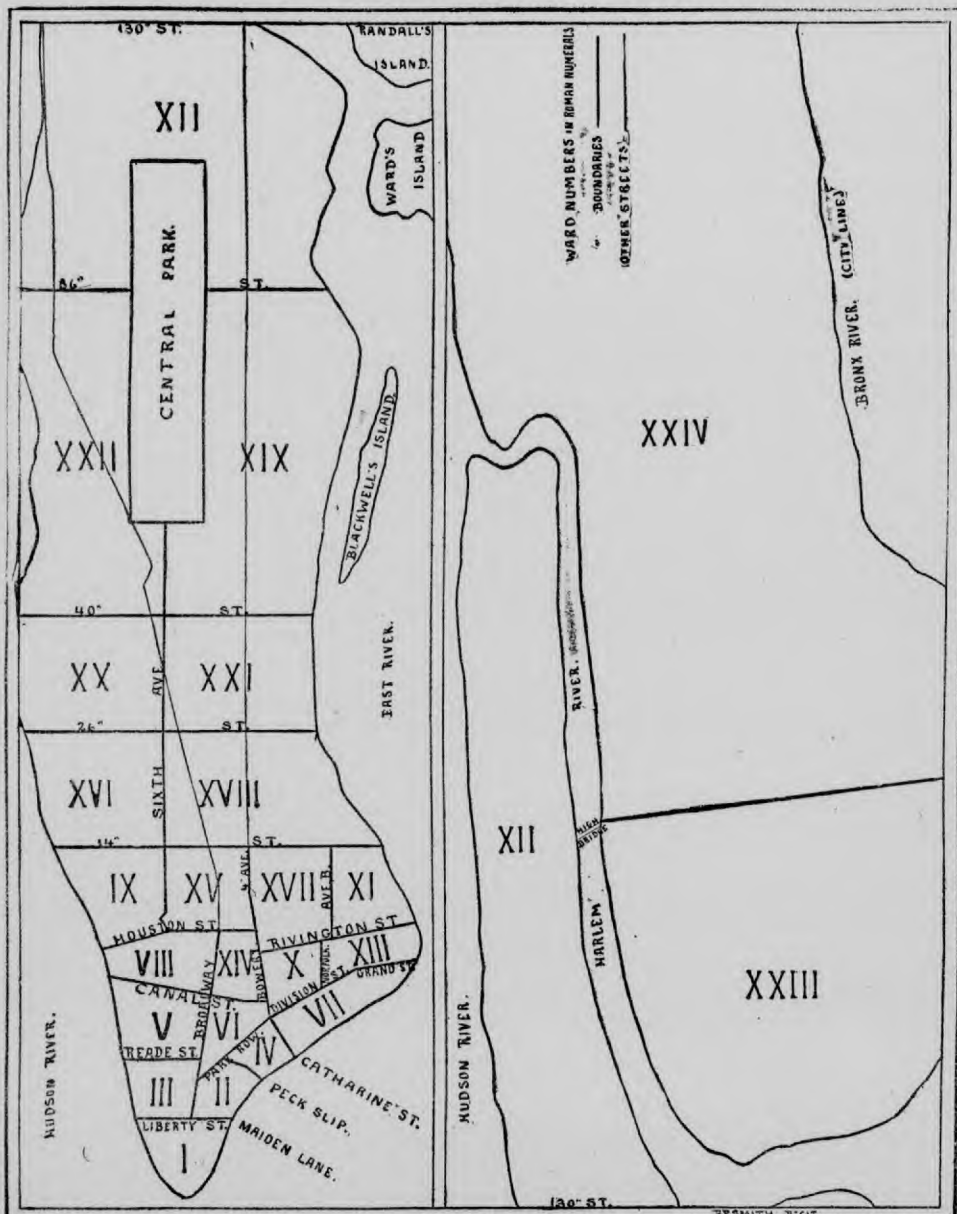 130TH ST.
RANDALL'S
ISLAND.
XII
WARD'S
ISLAND
86TH ST.
CENTRAL PARK.
XXII
XIX
BLACKWELL'S ISLAND.
40TH ST.
XX
XXI
SIXTH AVE
EAST RIVER.
26TH ST.
XVI
XVIII
14TH ST.
IX
XV
4TH AVE.
XVII
AVE. B.
XI
HOUSTON ST.
RIVINGTON ST
VIII
BROADWAY
XIV
BOWERY
X
NORFOLK
XIII
CANAL ST.
DIVISION ST.
GRAND ST.
V
VI
VII
READE ST.
PARK ROW.
IV
CATHARINE ST.
III
II
PECK SLIP.
LIBERTY ST.
MAIDEN LANE.
I
HUDSON RIVER.
WARD NUMBERS IN ROMAN NUMERALS
BOUNDARIES
(OTHER STREETS)
BRONX RIVER. (CITY LINE)
XXIV
HARLEM RIVER.
HIGH
BRIDGE
XII
XXIII
HUDSON RIVER.
130TH ST.